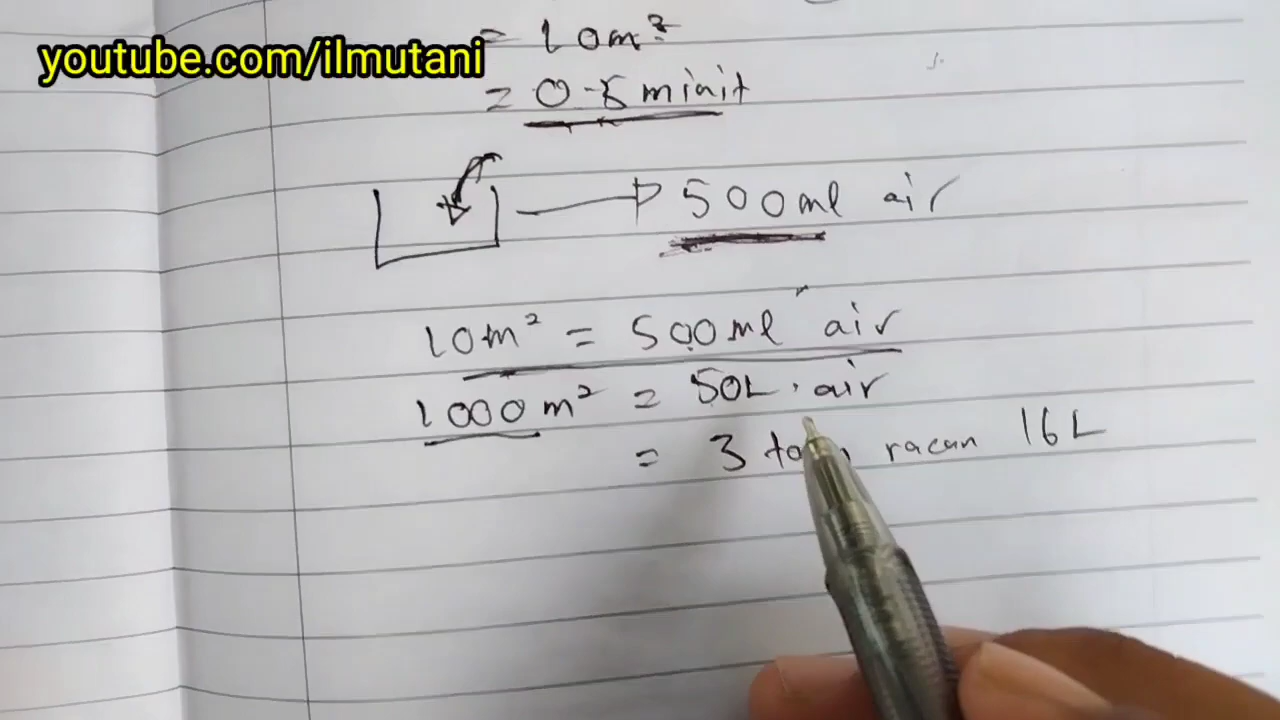 youtube.com/ilmutani
= 10m²
= 0.5 minit
500ml air
10m² = 500ml air
1000m² = 50L air
= 3 racun 16L